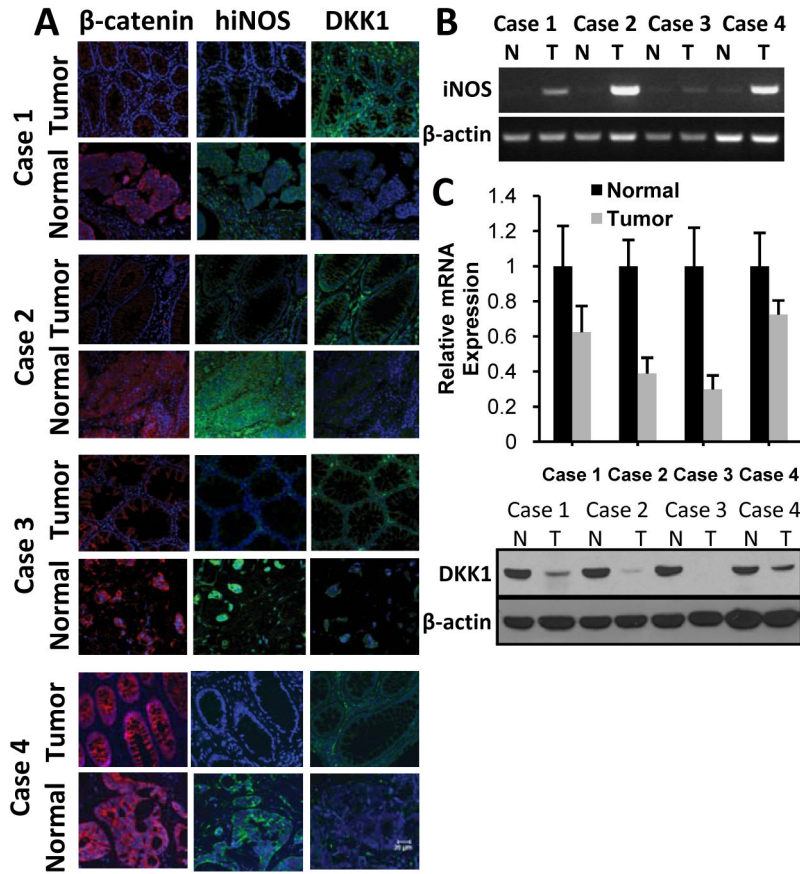 A
β-catenin hiNOS DKK1
Case 1
Tumor
Normal
Case 2
Tumor
Normal
Case 3
Tumor
Normal
Case 4
Tumor
Normal
20 µm
B
Case 1 Case 2 Case 3 Case 4
N T N T N T N T
iNOS
β-actin
C
Normal
Tumor
Relative mRNA
Expression
1.4
1.2
1
0.8
0.6
0.4
0.2
0
Case 1 Case 2 Case 3 Case 4
Case 1 Case 2 Case 3 Case 4
N T N T N T N T
DKK1
β-actin